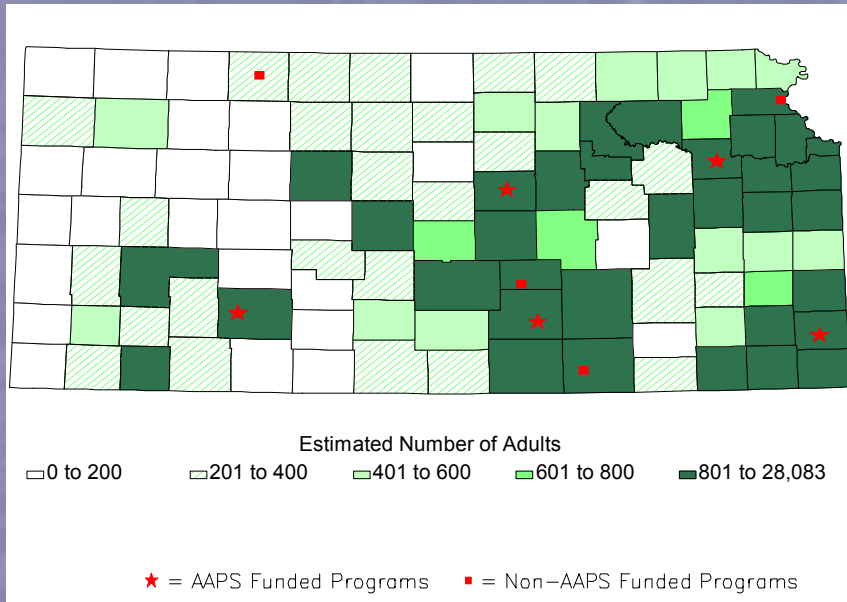 Estimated Number of Adults
0 to 200 201 to 400 401 to 600 601 to 800 801 to 28,083
★ = AAPS Funded Programs ■ = Non-AAPS Funded Programs